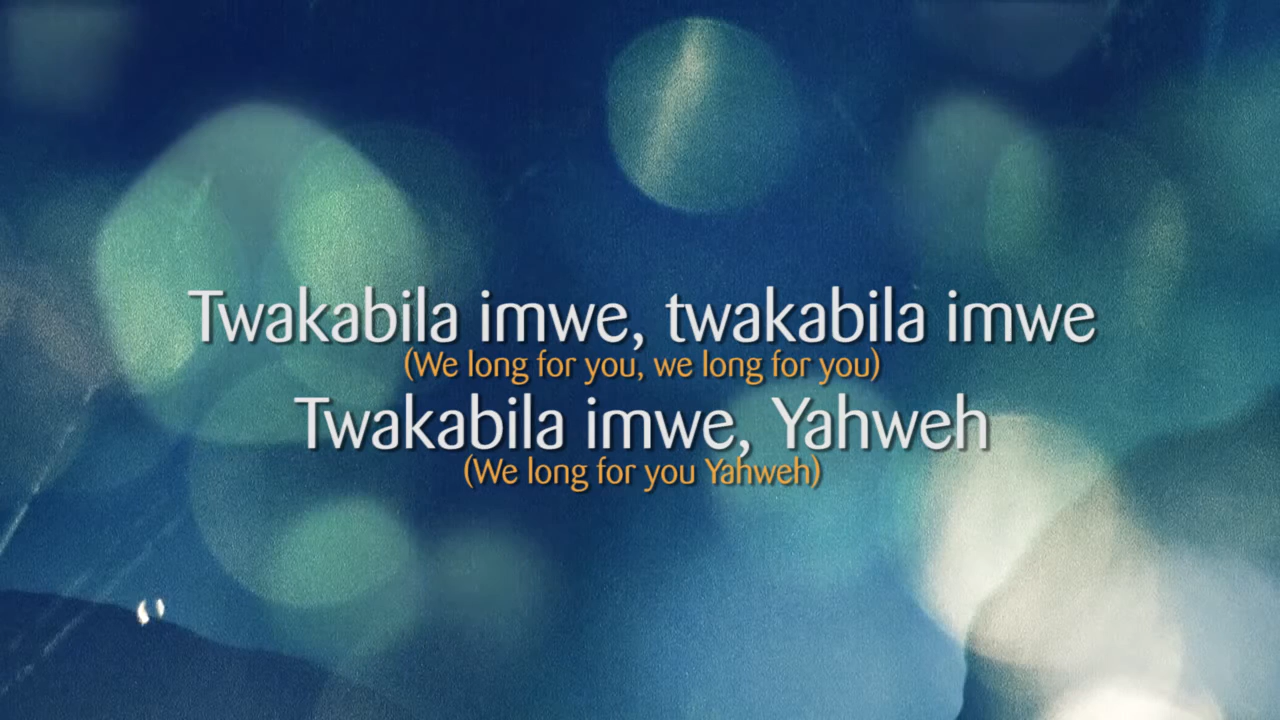 Twakabila imwe, twakabila imwe
(We long for you, we long for you)
Twakabila imwe, Yahweh
(We long for you Yahweh)